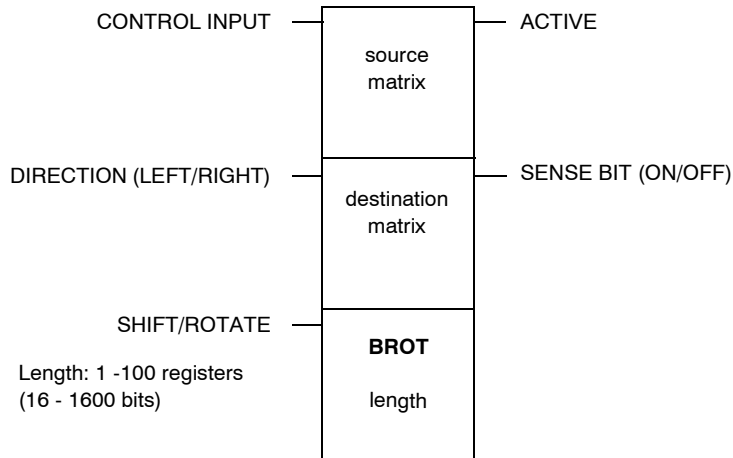 CONTROL INPUT
ACTIVE
source
matrix
DIRECTION (LEFT/RIGHT)
SENSE BIT (ON/OFF)
destination
matrix
SHIFT/ROTATE
BROT
Length: 1 -100 registers
(16 - 1600 bits)
length